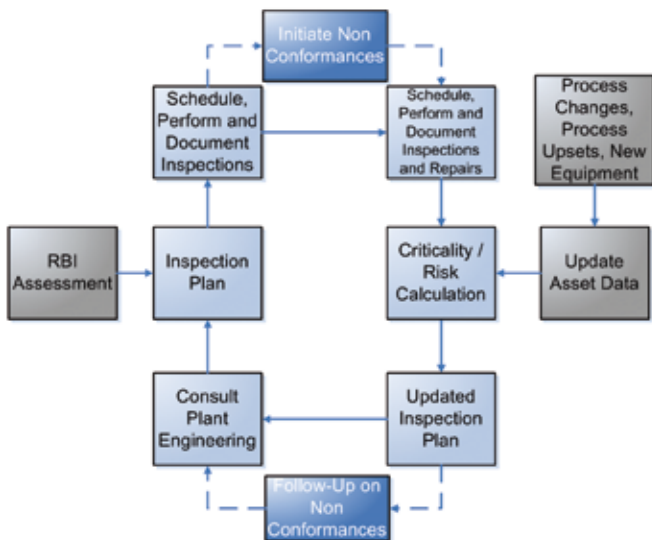 Initiate Non
Conformances
Schedule,
Perform and
Document
Inspections
Schedule,
Perform and
Document
Inspections
and Repairs
Process
Changes,
Process
Upsets, New
Equipment
RBI
Assessment
Inspection
Plan
Criticality /
Risk
Calculation
Update
Asset Data
Consult
Plant
Engineering
Updated
Inspection
Plan
Follow-Up on
Non
Conformances